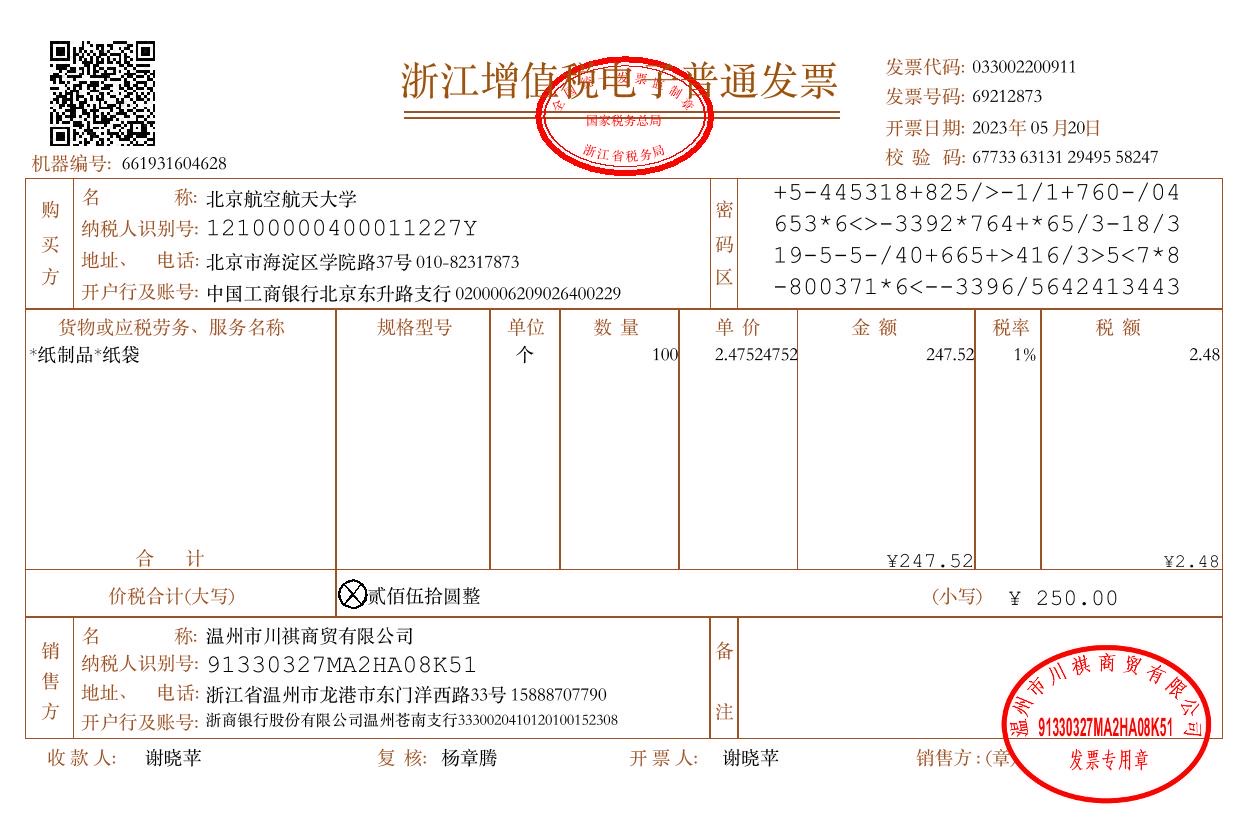 浙江增值税电子普通发票
全国统一发票监制章
国家税务总局
浙江省税务局
发票代码: 033002200911
发票号码: 69212873
开票日期: 2023年 05 月20日
校 验 码: 67733 63131 29495 58247
机器编号: 661931604628
购买方
名 称: 北京航空航天大学
纳税人识别号: 12100000400011227Y
地址、 电话: 北京市海淀区学院路37号 010-82317873
开户行及账号: 中国工商银行北京东升路支行 0200006209026400229
密码区
+5-445318+825/>-1/1+760-/04
653*6<>-3392*764+*65/3-18/3
19-5-5-/40+665+>416/3>5<7*8
-800371*6<--3396/5642413443
货物或应税劳务、服务名称 规格型号 单位 数 量 单 价 金 额 税率 税 额
*纸制品*纸袋 个 100 2.47524752 247.52 1% 2.48
合 计 ¥247.52 ¥2.48
价税合计(大写) 贰佰伍拾圆整 (小写) ¥ 250.00
销售方
名 称: 温州市川祺商贸有限公司
纳税人识别号: 91330327MA2HA08K51
地址、 电话: 浙江省温州市龙港市东门洋西路33号 15888707790
开户行及账号: 浙商银行股份有限公司温州苍南支行3330020410120100152308
备注
温州市川祺商贸有限公司
91330327MA2HA08K51
发票专用章
收 款 人: 谢晓苹 复 核: 杨章腾 开 票 人: 谢晓苹 销售方 : (章)